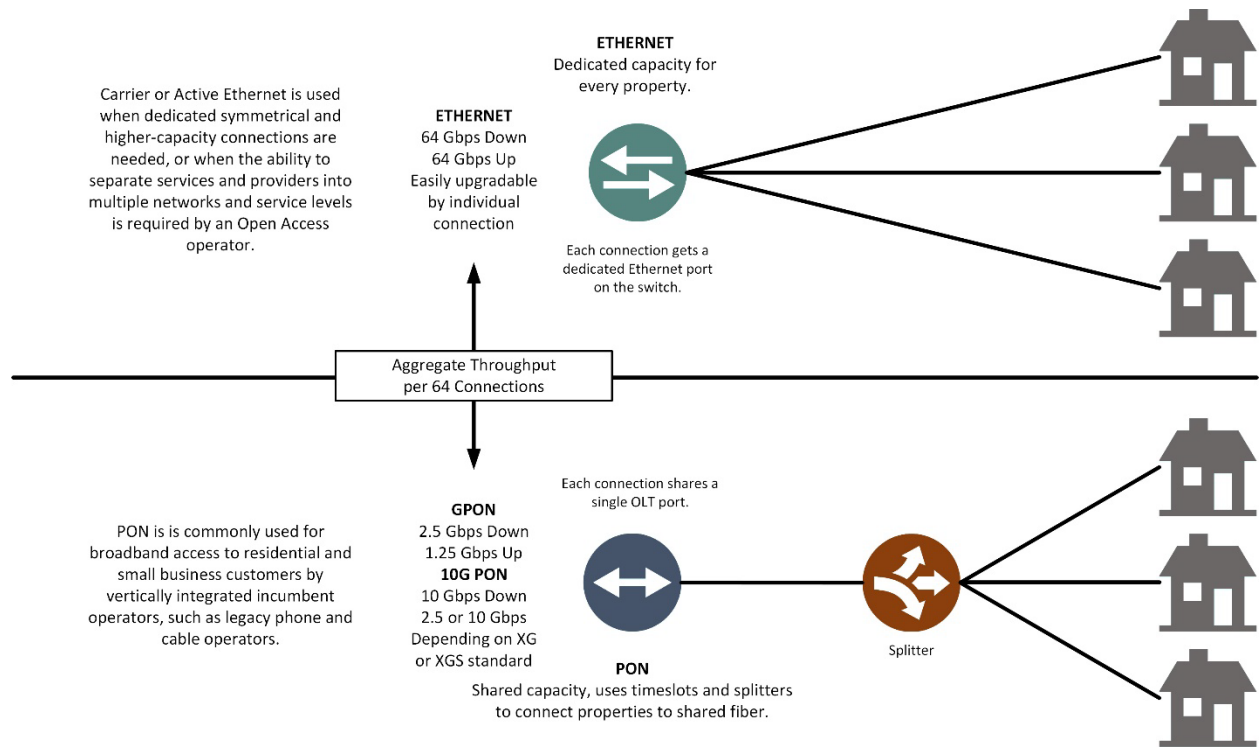 ETHERNET
Dedicated capacity for
every property.
Carrier or Active Ethernet is used
when dedicated symmetrical and
higher-capacity connections are
needed, or when the ability to
separate services and providers into
multiple networks and service levels
is required by an Open Access
operator.
ETHERNET
64 Gbps Down
64 Gbps Up
Easily upgradable
by individual
connection
Each connection gets a
dedicated Ethernet port
on the switch.
Aggregate Throughput
per 64 Connections
Each connection shares a
single OLT port.
PON is is commonly used for
broadband access to residential and
small business customers by
vertically integrated incumbent
operators, such as legacy phone and
cable operators.
GPON
2.5 Gbps Down
1.25 Gbps Up
10G PON
10 Gbps Down
2.5 or 10 Gbps
Depending on XG
or XGS standard
Splitter
PON
Shared capacity, uses timeslots and splitters
to connect properties to shared fiber.